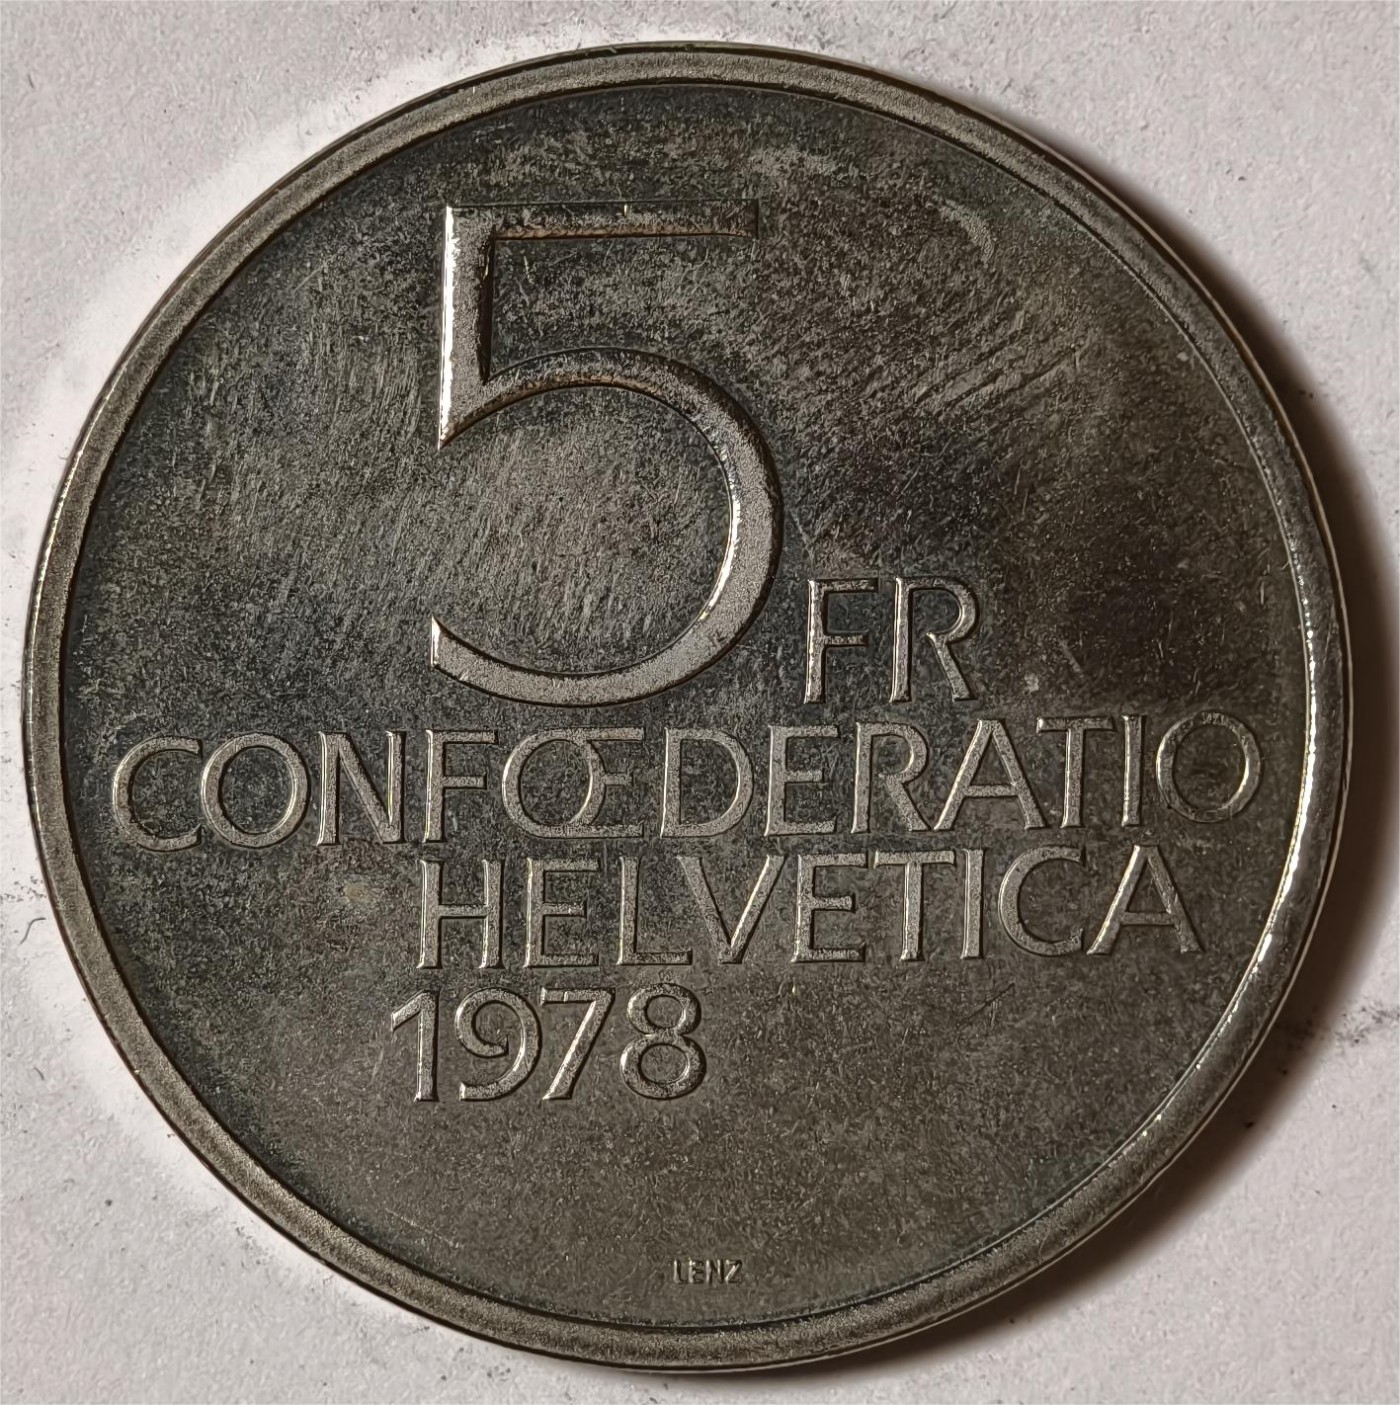 5 FR
CONFŒDERATIO
HELVETICA
1978
LENZ